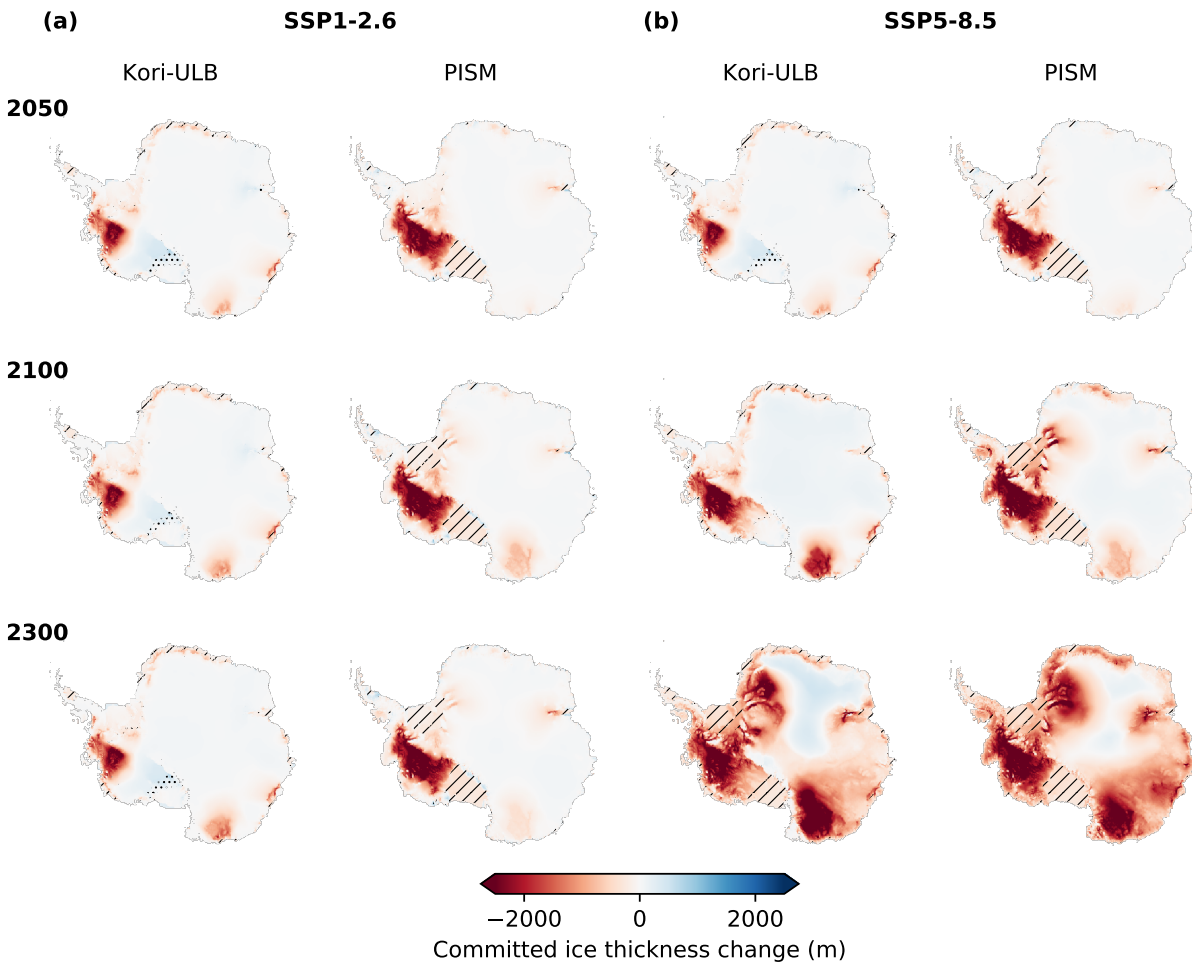 (a) SSP1-2.6 (b) SSP5-8.5
Kori-ULB PISM Kori-ULB PISM
2050
2100
2300
−2000 0 2000
Committed ice thickness change (m)